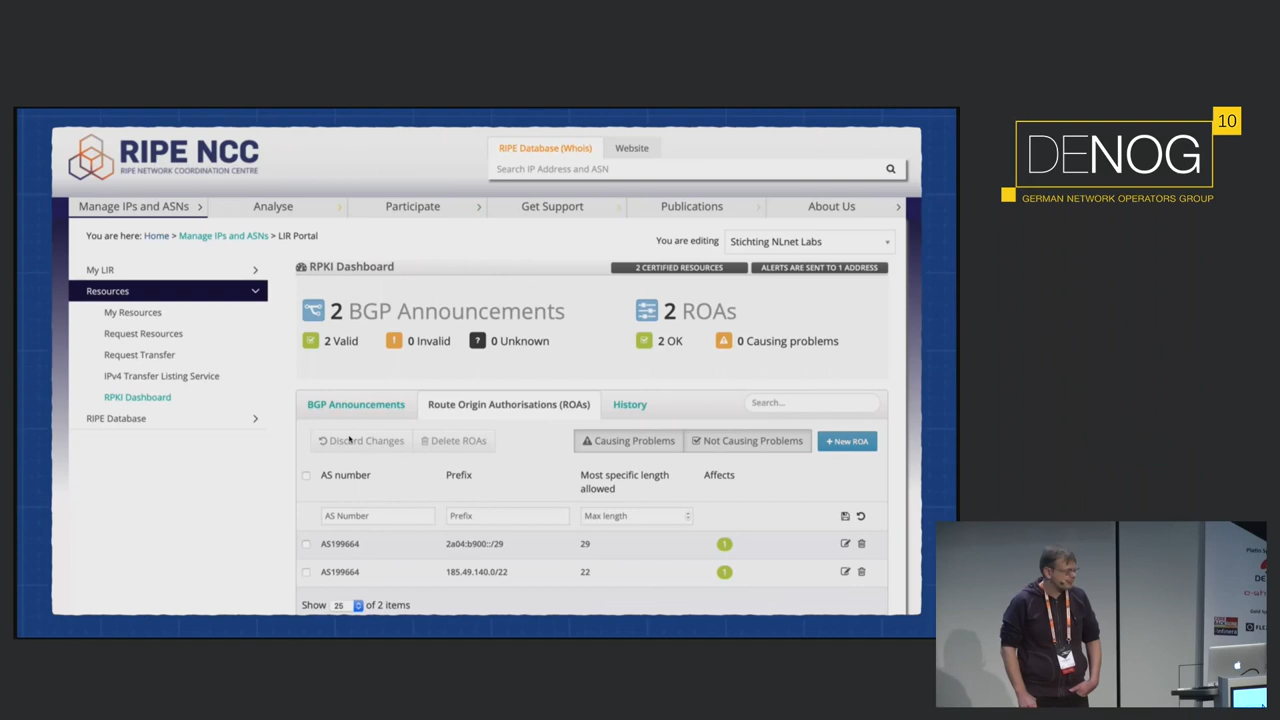 RIPE NCC
RIPE NETWORK COORDINATION CENTRE
RIPE Database (Whois) Website
Search IP Address and ASN
Manage IPs and ASNs Analyse Participate Get Support Publications About Us
You are here: Home > Manage IPs and ASNs > LIR Portal
You are editing Stichting NLnet Labs
My LIR
Resources
My Resources
Request Resources
Request Transfer
IPv4 Transfer Listing Service
RPKI Dashboard
RIPE Database
RPKI Dashboard 2 CERTIFIED RESOURCES ALERTS ARE SENT TO 1 ADDRESS
2 BGP Announcements 2 ROAs
2 Valid ! 0 Invalid ? 0 Unknown 2 OK 0 Causing problems
BGP Announcements Route Origin Authorisations (ROAs) History Search...
Discard Changes Delete ROAs Causing Problems Not Causing Problems + New ROA
AS number Prefix Most specific length allowed Affects
AS Number Prefix Max length
AS199664 2a04:b900::/29 29 1
AS199664 185.49.140.0/22 22 1
Show 25 of 2 items
10
DENOG
GERMAN NETWORK OPERATORS GROUP